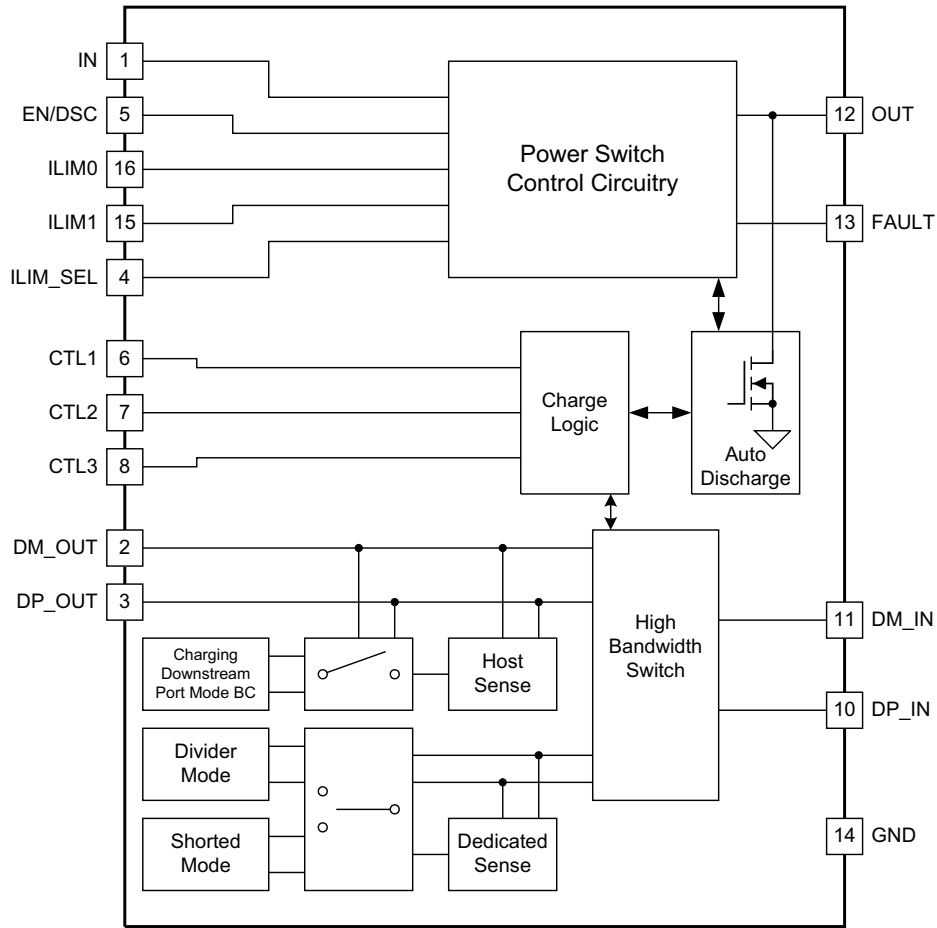 IN 1
EN/DSC 5
ILIM0 16
ILIM1 15
ILIM_SEL 4
Power Switch
Control Circuitry
12 OUT
13 FAULT
CTL1 6
CTL2 7
CTL3 8
Charge
Logic
Auto
Discharge
DM_OUT 2
DP_OUT 3
Charging
Downstream
Port Mode BC
Host
Sense
High
Bandwidth
Switch
11 DM_IN
10 DP_IN
Divider
Mode
Shorted
Mode
Dedicated
Sense
14 GND